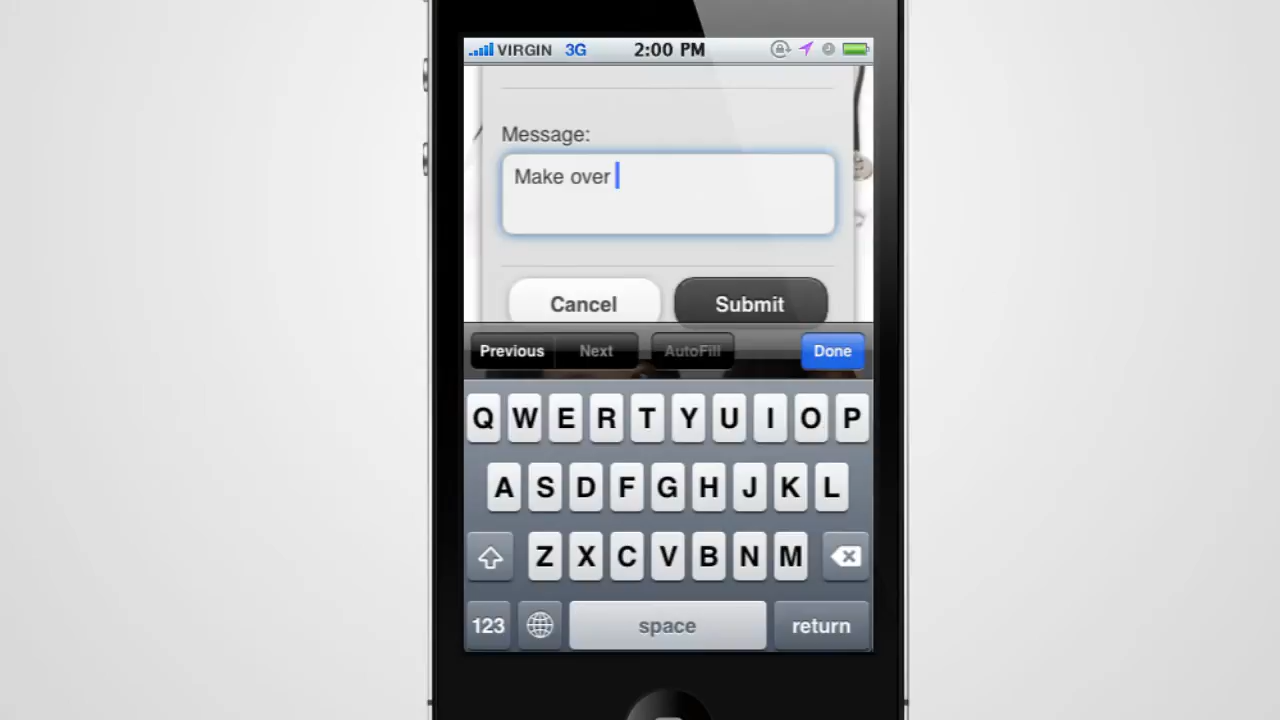 VIRGIN 3G 2:00 PM
Message:
Make over
Cancel Submit
Previous Next AutoFill Done
Q W E R T Y U I O P
A S D F G H J K L
Z X C V B N M
123 space return